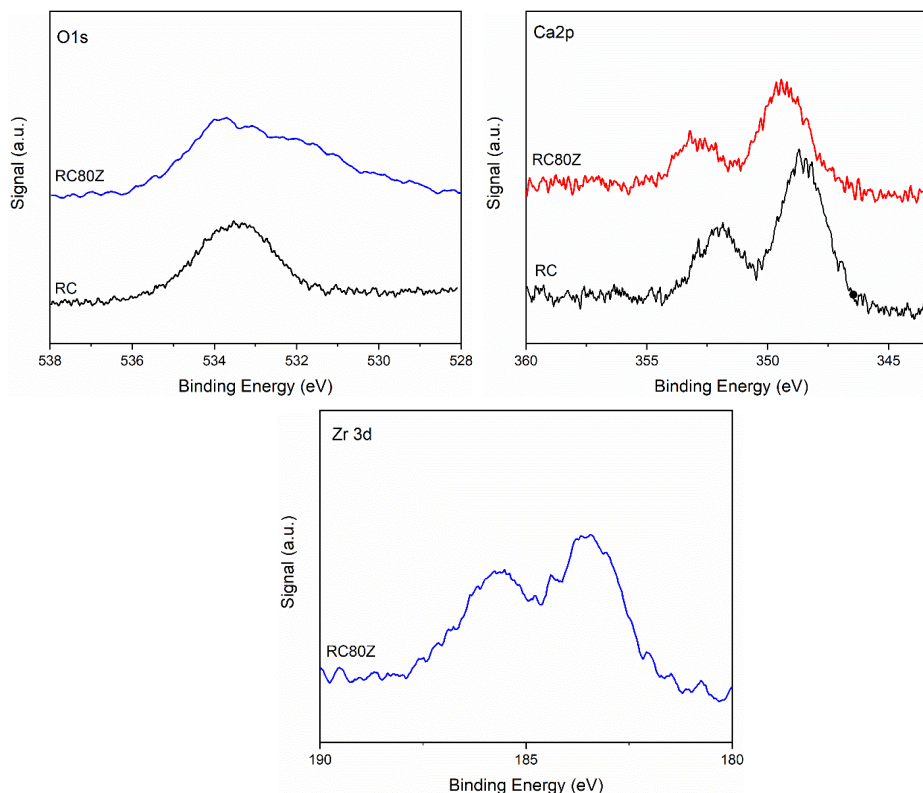 O1s
Signal (a.u.)
RC80Z
RC
538 536 534 532 530 528
Binding Energy (eV)
Ca2p
Signal (a.u.)
RC80Z
RC
360 355 350 345
Binding Energy (eV)
Zr 3d
Signal (a.u.)
RC80Z
190 185 180
Binding Energy (eV)